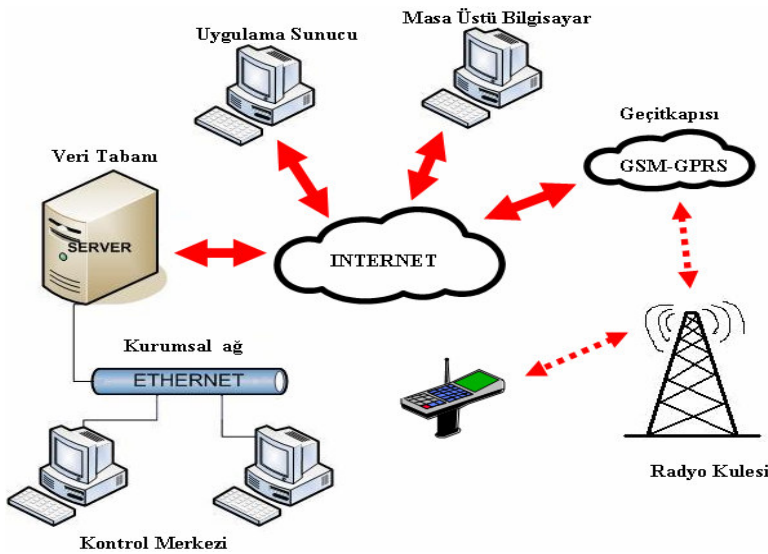 Masa Üstü Bilgisayar
Uygulama Sunucu
Geçitkapısı
GSM-GPRS
Veri Tabanı
SERVER
INTERNET
Kurumsal ağ
ETHERNET
Radyo Kulesi
Kontrol Merkezi